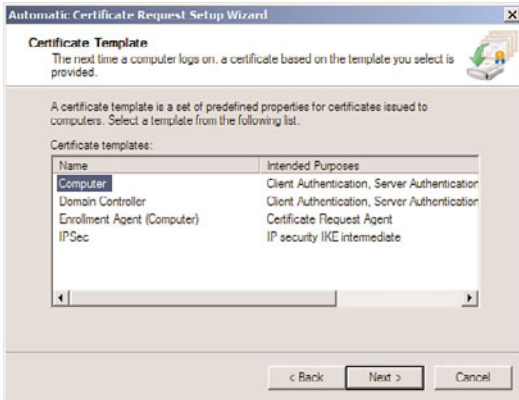 Automatic Certificate Request Setup Wizard
Certificate Template
The next time a computer logs on, a certificate based on the template you select is
provided.
A certificate template is a set of predefined properties for certificates issued to
computers. Select a template from the following list.
Certificate templates:
Name Intended Purposes
Computer Client Authentication, Server Authentication
Domain Controller Client Authentication, Server Authentication
Enrollment Agent (Computer) Certificate Request Agent
IPSec IP security IKE intermediate
< Back Next > Cancel